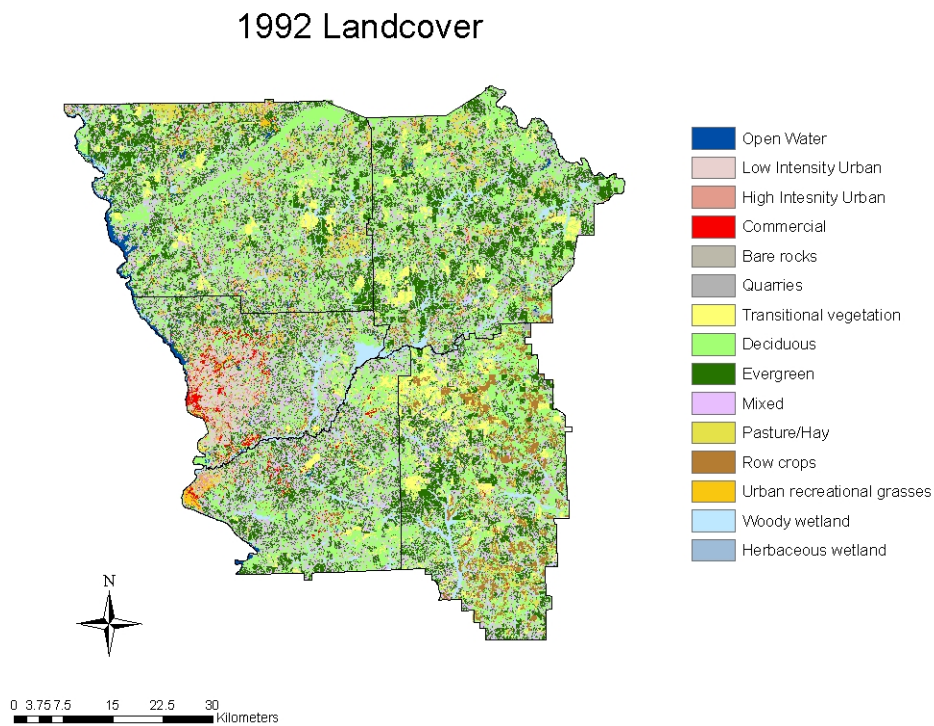 1992 Landcover
Open Water
Low Intensity Urban
High Intesnity Urban
Commercial
Bare rocks
Quarries
Transitional vegetation
Deciduous
Evergreen
Mixed
Pasture/Hay
Row crops
Urban recreational grasses
Woody wetland
Herbaceous wetland
N
0 3.75 7.5 15 22.5 30
Kilometers